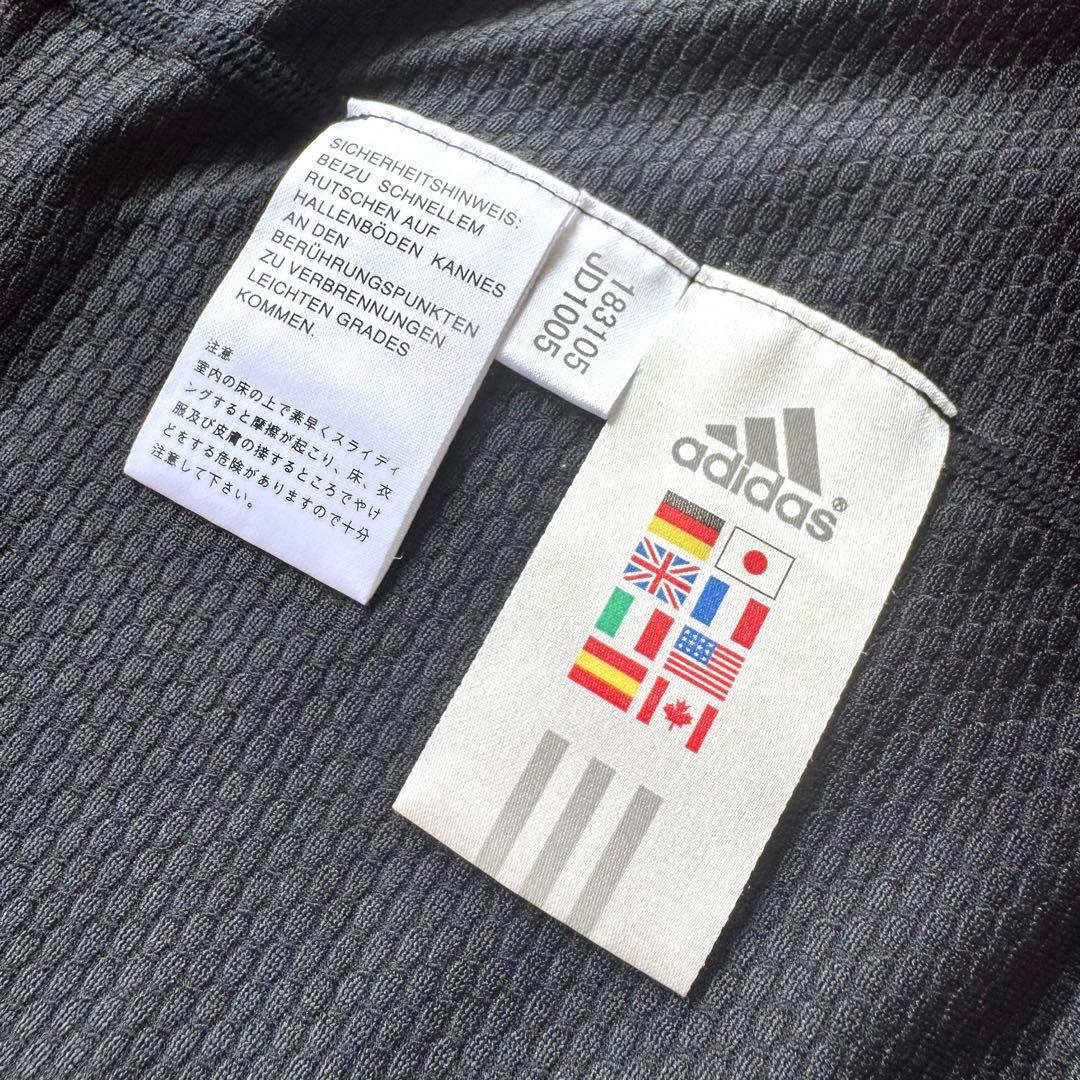 SICHERHEITSHINWEIS:
BEIZU SCHNELLEM
RUTSCHEN AUF
HALLENBÖDEN KANNES
AN DEN
BERÜHRUNGSPUNKTEN
ZU VERBRENNUNGEN
LEICHTEN GRADES
KOMMEN.
注意
室内の床の上で素早くスライディ
ングすると摩擦が起こり、床、衣
服及び皮膚の接するところでやけ
どをする危険がありますので十分
注意して下さい。
183105
JD1005
adidas®